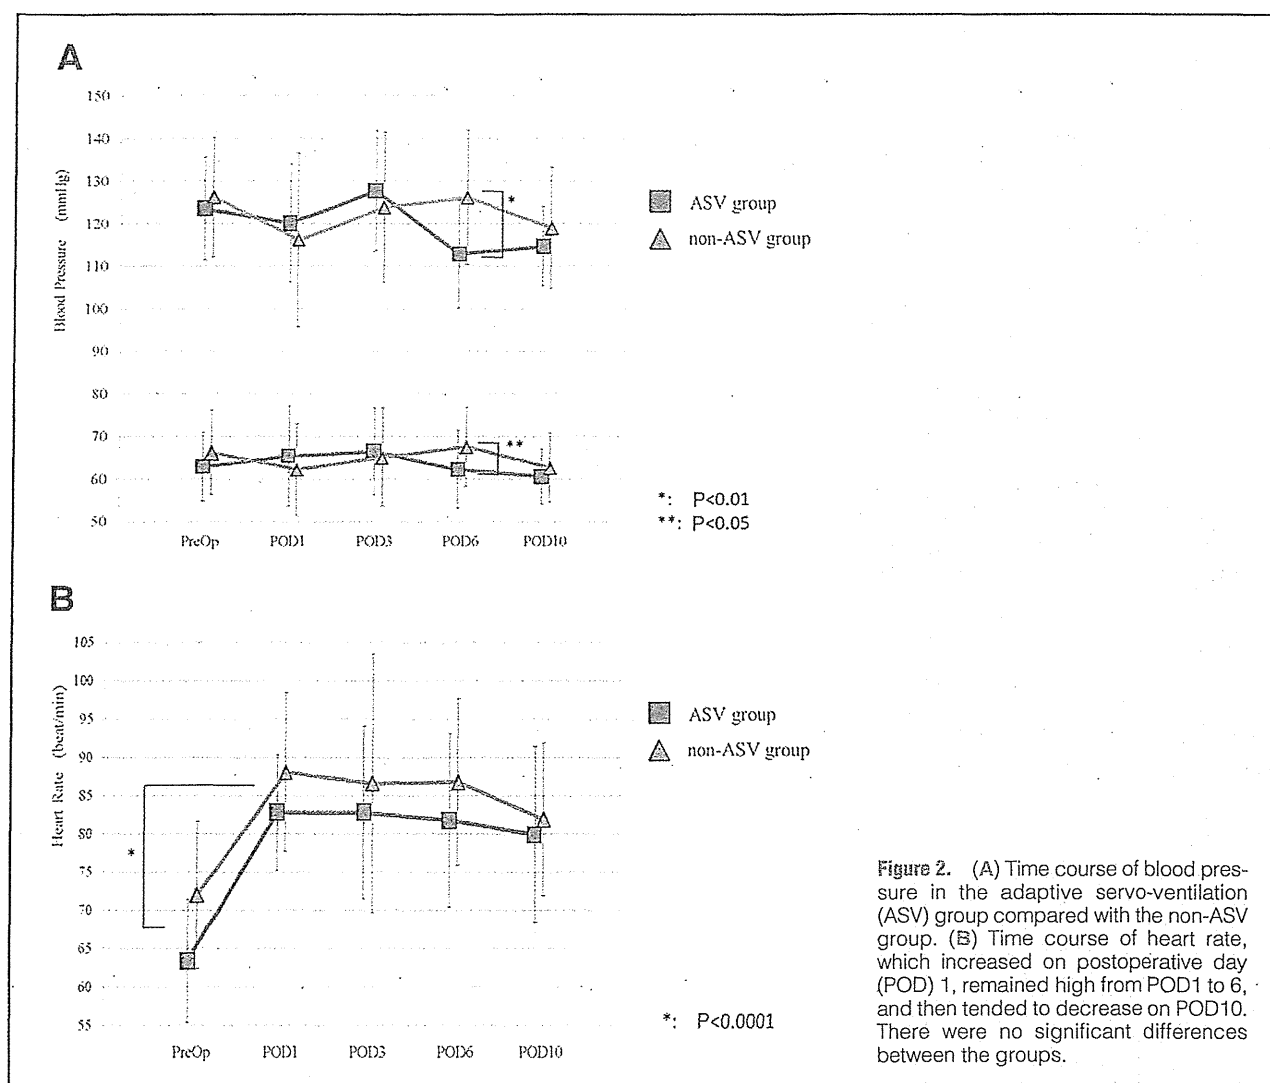 A
150
140
130
120
110
100
90
80
70
60
50
Blood Pressure (mmHg)
*
**
PreOp POD1 POD3 POD6 POD10
ASV group
non-ASV group
*: P<0.01
**: P<0.05
B
105
100
95
90
85
80
75
70
65
60
55
Heart Rate (beat/min)
*
PreOp POD1 POD3 POD6 POD10
ASV group
non-ASV group
*: P<0.0001
Figure 2. (A) Time course of blood pres-
sure in the adaptive servo-ventilation
(ASV) group compared with the non-ASV
group. (B) Time course of heart rate,
which increased on postoperative day
(POD) 1, remained high from POD1 to 6,
and then tended to decrease on POD10.
There were no significant differences
between the groups.